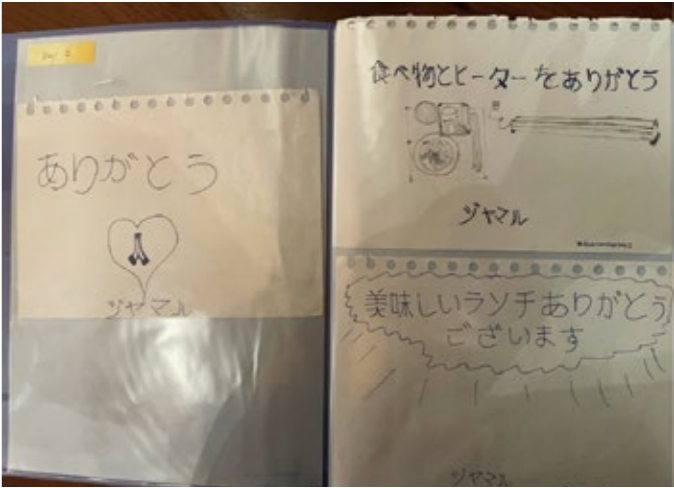 Day 2
ありがとう
ジャマル
食べ物とヒーターをありがとう
ジャマル
美味しいラソチありがとう
ございます
ジャマル